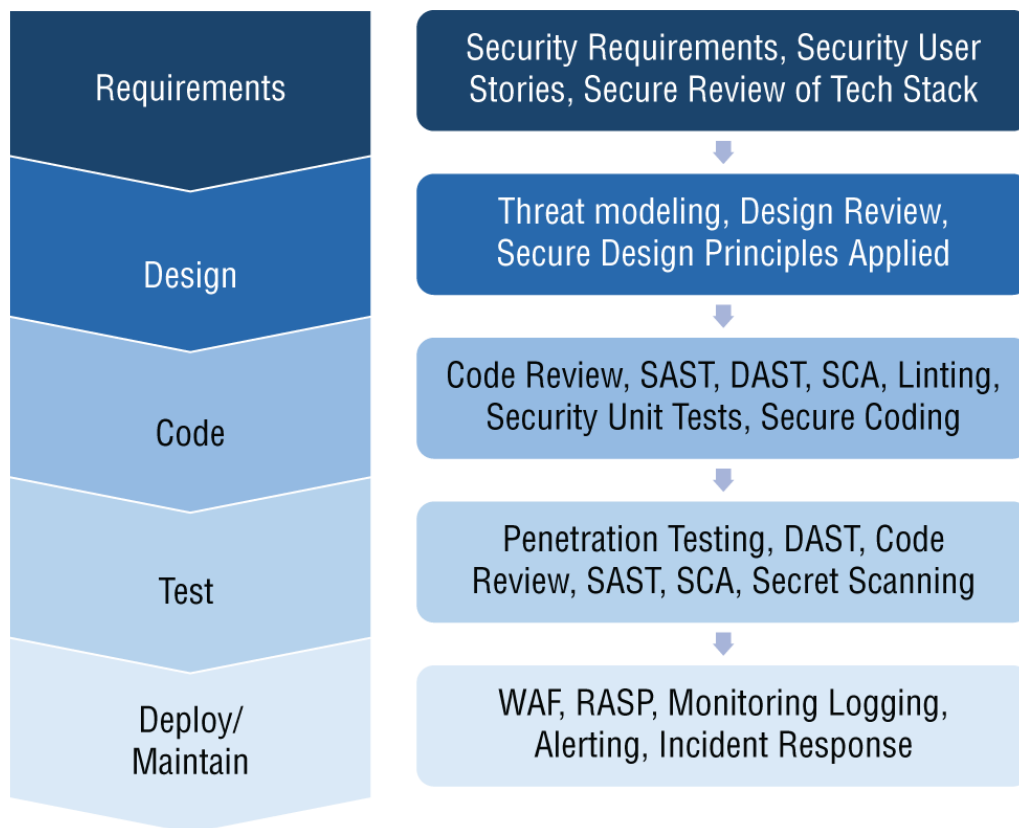 Requirements
Security Requirements, Security User
Stories, Secure Review of Tech Stack
Design
Threat modeling, Design Review,
Secure Design Principles Applied
Code
Code Review, SAST, DAST, SCA, Linting,
Security Unit Tests, Secure Coding
Test
Penetration Testing, DAST, Code
Review, SAST, SCA, Secret Scanning
Deploy/
Maintain
WAF, RASP, Monitoring Logging,
Alerting, Incident Response